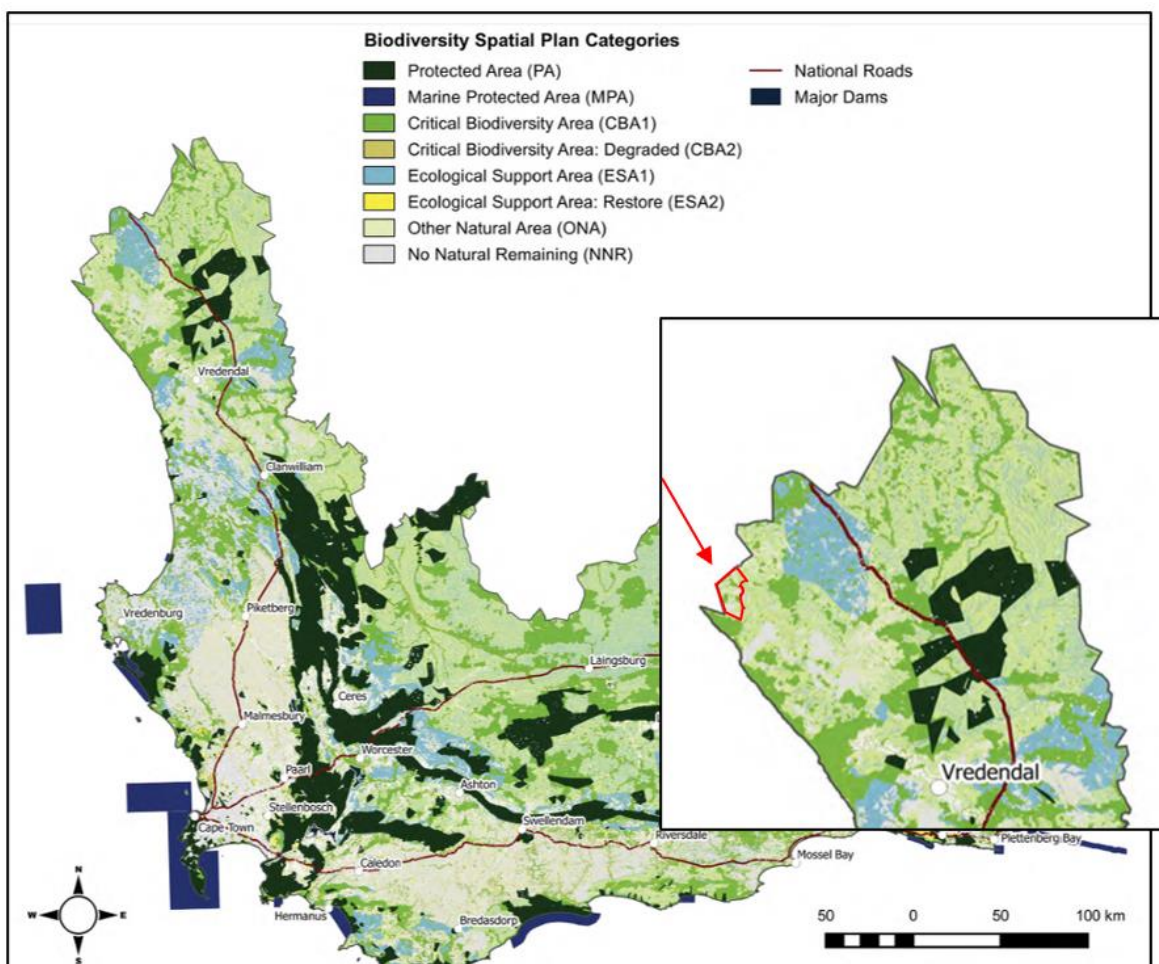 Biodiversity Spatial Plan Categories
Protected Area (PA)
Marine Protected Area (MPA)
Critical Biodiversity Area (CBA1)
Critical Biodiversity Area: Degraded (CBA2)
Ecological Support Area (ESA1)
Ecological Support Area: Restore (ESA2)
Other Natural Area (ONA)
No Natural Remaining (NNR)
National Roads
Major Dams
Vredendal
Clanwilliam
Vredenburg
Piketberg
Laingsburg
Ceres
Malmesbury
Worcester
Paarl
Ashton
Stellenbosch
Cape Town
Swellendam
Riversdale
Caledon
Mossel Bay
Plettenberg Bay
Hermanus
Bredasdorp
Vredendal
N
W
E
S
50 0 50 100 km